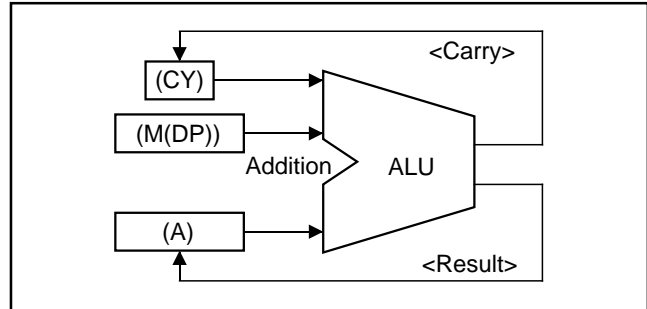 <Carry>
(CY)
(M(DP))
Addition
ALU
(A)
<Result>